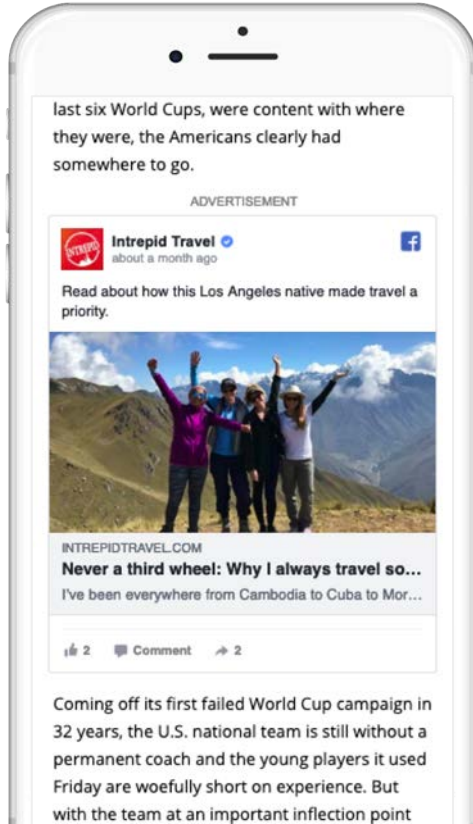 last six World Cups, were content with where
they were, the Americans clearly had
somewhere to go.
ADVERTISEMENT
INTREPID
Intrepid Travel
about a month ago
Read about how this Los Angeles native made travel a
priority.
INTREPIDTRAVEL.COM
Never a third wheel: Why I always travel so...
I've been everywhere from Cambodia to Cuba to Mor...
2 Comment 2
Coming off its first failed World Cup campaign in
32 years, the U.S. national team is still without a
permanent coach and the young players it used
Friday are woefully short on experience. But
with the team at an important inflection point